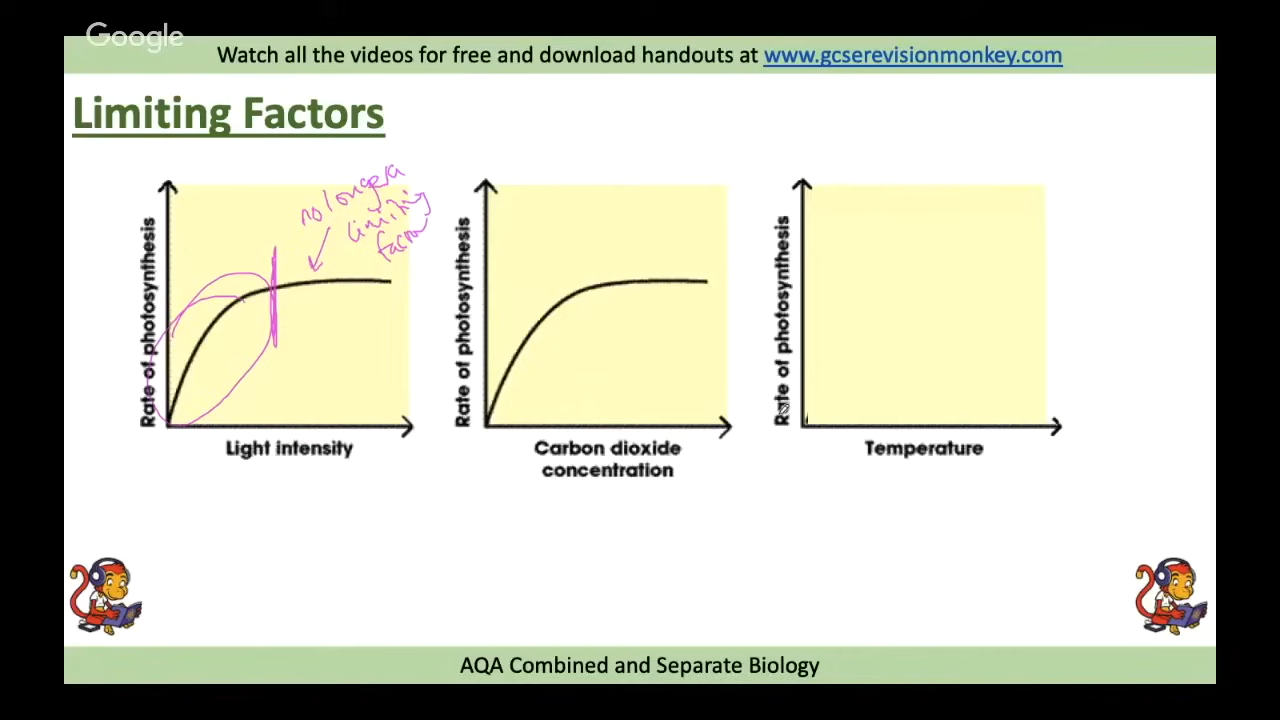 Google
Watch all the videos for free and download handouts at www.gcserevisionmonkey.com
Limiting Factors
no longer a
limiting
factor
Rate of photosynthesis
Light intensity
Rate of photosynthesis
Carbon dioxide
concentration
Rate of photosynthesis
Temperature
AQA Combined and Separate Biology